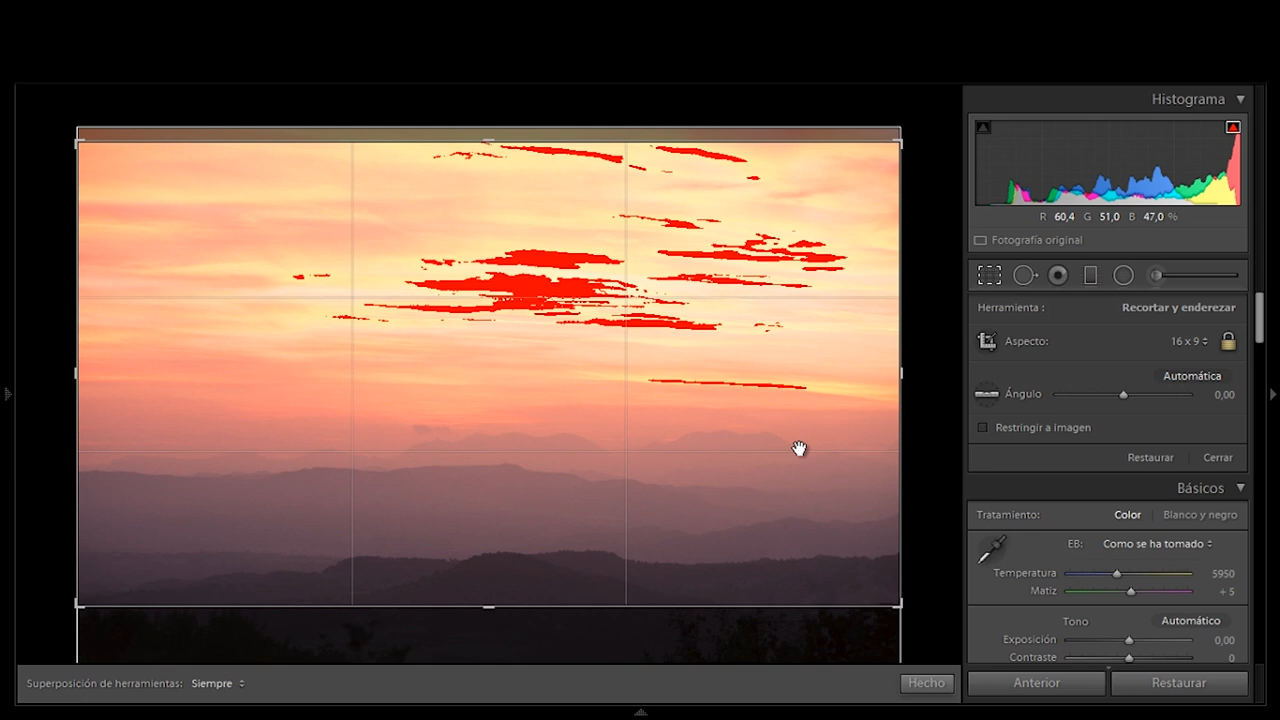 Histograma
R 60,4 G 51,0 B 47,0 %
Fotografía original
Herramienta : Recortar y enderezar
Aspecto: 16 x 9
Automática
Ángulo 0,00
Restringir a imagen
Restaurar Cerrar
Básicos
Tratamiento: Color Blanco y negro
EB: Como se ha tomado
Temperatura 5950
Matiz + 5
Tono Automático
Exposición 0,00
Contraste 0
Superposición de herramientas: Siempre Hecho
Anterior Restaurar